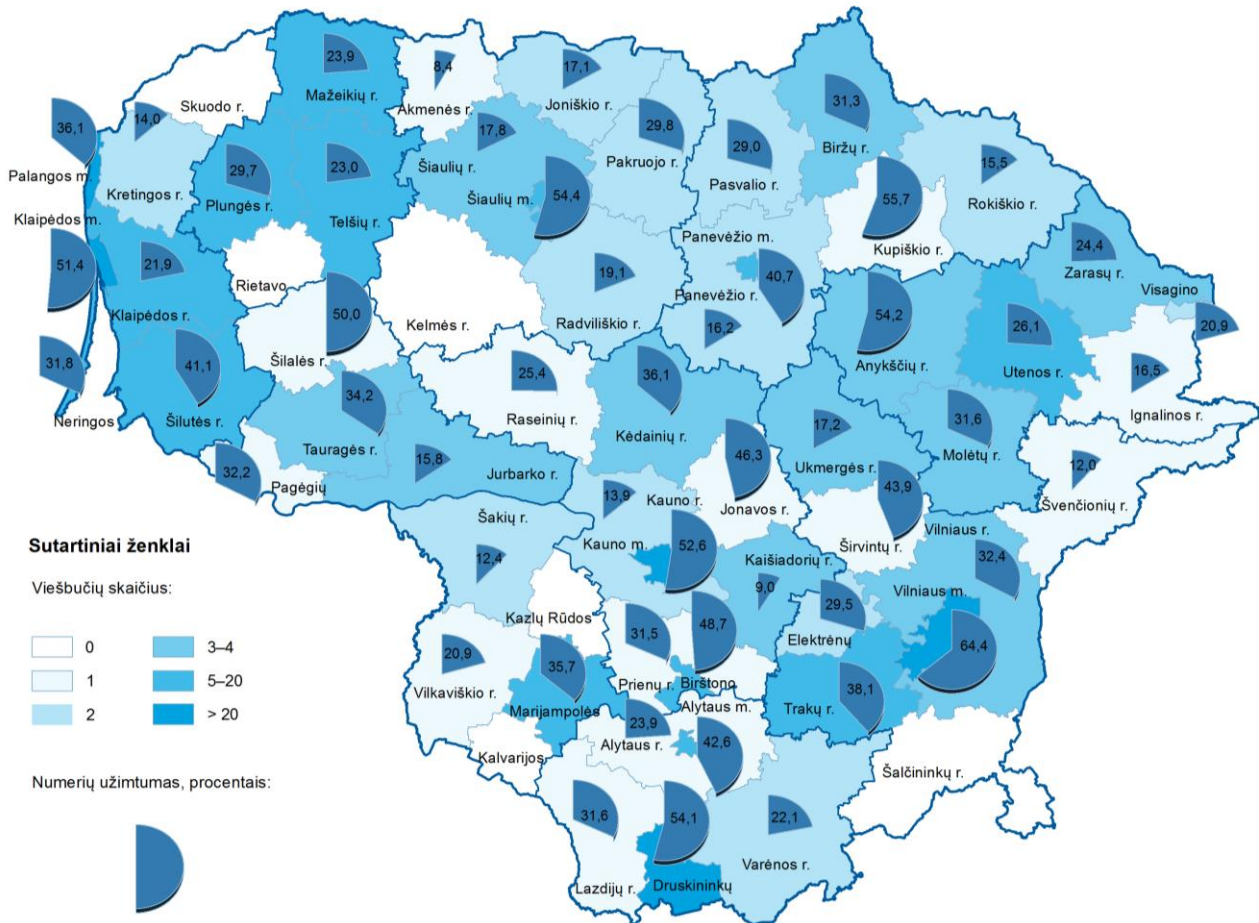 23,9
Mažeikių r.
8,4
Akmenės r.
17,1
Joniškio r.
Skuodo r.
36,1
Palangos m.
14,0
Kretingos r.
29,7
Plungės r.
23,0
Telšių r.
17,8
Šiaulių r.
54,4
Šiaulių m.
29,8
Pakruojo r.
29,0
Pasvalio r.
31,3
Biržų r.
55,7
Kupiškio r.
15,5
Rokiškio r.
Klaipėdos m.
51,4
21,9
Klaipėdos r.
Rietavo
50,0
Šilalės r.
Kelmės r.
19,1
Radviliškio r.
Panevėžio m.
40,7
Panevėžio r.
16,2
54,2
Anykščių r.
24,4
Zarasų r.
Visagino
20,9
26,1
Utenos r.
16,5
Ignalinos r.
31,8
Neringos
41,1
Šilutės r.
34,2
Tauragės r.
25,4
Raseinių r.
36,1
Kėdainių r.
17,2
Ukmergės r.
31,6
Molėtų r.
12,0
Švenčionių r.
32,2
Pagėgių
15,8
Jurbarko r.
46,3
Jonavos r.
43,9
Širvintų r.
13,9
Kauno r.
Kauno m.
52,6
Šakių r.
12,4
Kaišiadorių r.
9,0
29,5
Elektrėnų
Vilniaus r.
32,4
Vilniaus m.
64,4
Kazlų Rūdos
20,9
Vilkaviškio r.
35,7
Marijampolės
31,5
Prienų r.
48,7
Birštono
38,1
Trakų r.
Kalvarijos
23,9
Alytaus r.
Alytaus m.
42,6
Šalčininkų r.
31,6
Lazdijų r.
54,1
Druskininkų
22,1
Varėnos r.
Sutartiniai ženklai
Viešbučių skaičius:
0
3–4
1
5–20
2
> 20
Numerių užimtumas, procentais: